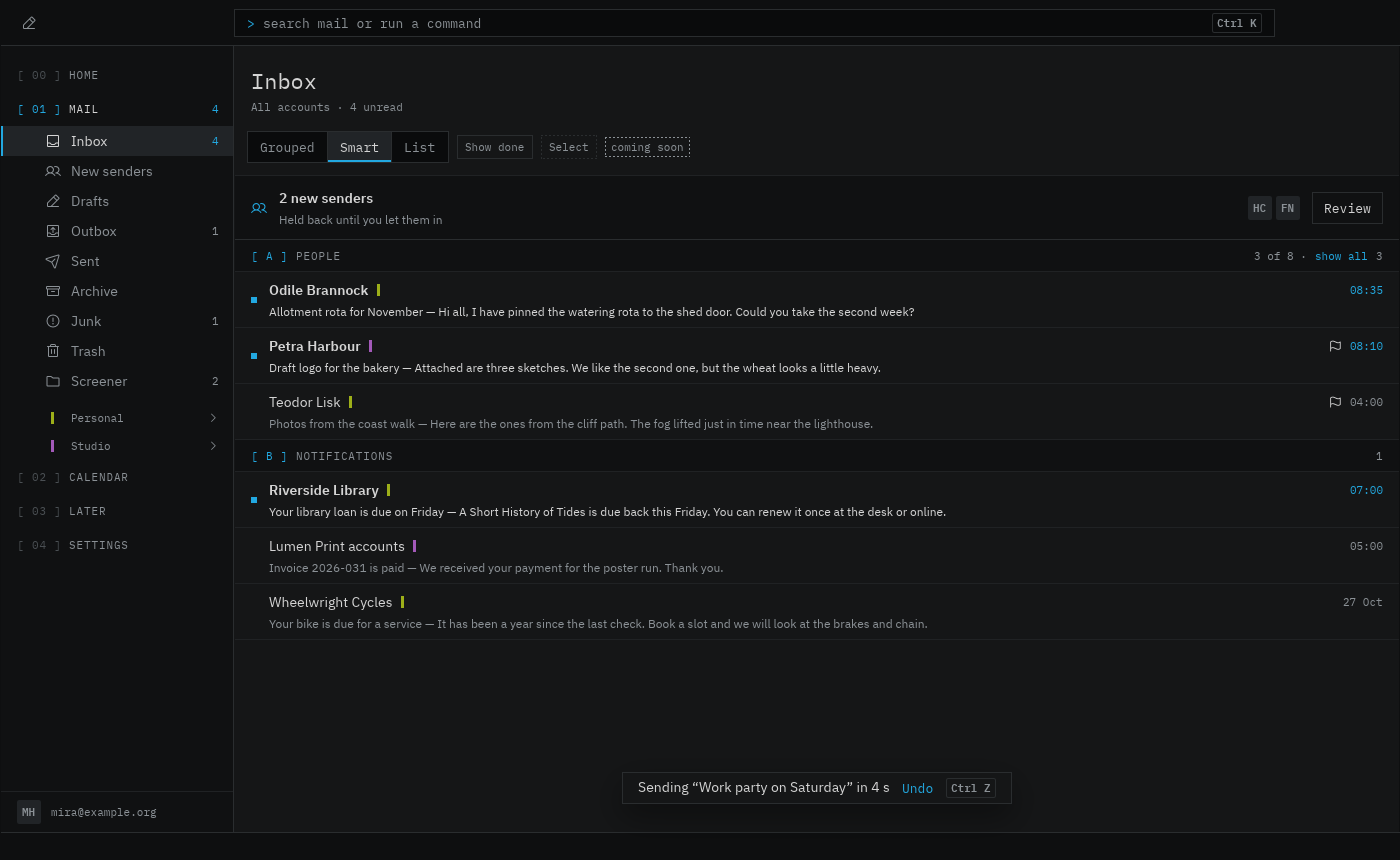 > search mail or run a command Ctrl K
[ 00 ] HOME
[ 01 ] MAIL 4
Inbox 4
New senders
Drafts
Outbox 1
Sent
Archive
Junk 1
Trash
Screener 2
Personal
Studio
[ 02 ] CALENDAR
[ 03 ] LATER
[ 04 ] SETTINGS
MH mira@example.org
Inbox
All accounts · 4 unread
Grouped Smart List Show done Select coming soon
2 new senders
Held back until you let them in
HC FN Review
[ A ] PEOPLE 3 of 8 · show all 3
Odile Brannock 08:35
Allotment rota for November — Hi all, I have pinned the watering rota to the shed door. Could you take the second week?
Petra Harbour 08:10
Draft logo for the bakery — Attached are three sketches. We like the second one, but the wheat looks a little heavy.
Teodor Lisk 04:00
Photos from the coast walk — Here are the ones from the cliff path. The fog lifted just in time near the lighthouse.
[ B ] NOTIFICATIONS 1
Riverside Library 07:00
Your library loan is due on Friday — A Short History of Tides is due back this Friday. You can renew it once at the desk or online.
Lumen Print accounts 05:00
Invoice 2026-031 is paid — We received your payment for the poster run. Thank you.
Wheelwright Cycles 27 Oct
Your bike is due for a service — It has been a year since the last check. Book a slot and we will look at the brakes and chain.
Sending “Work party on Saturday” in 4 s Undo Ctrl Z